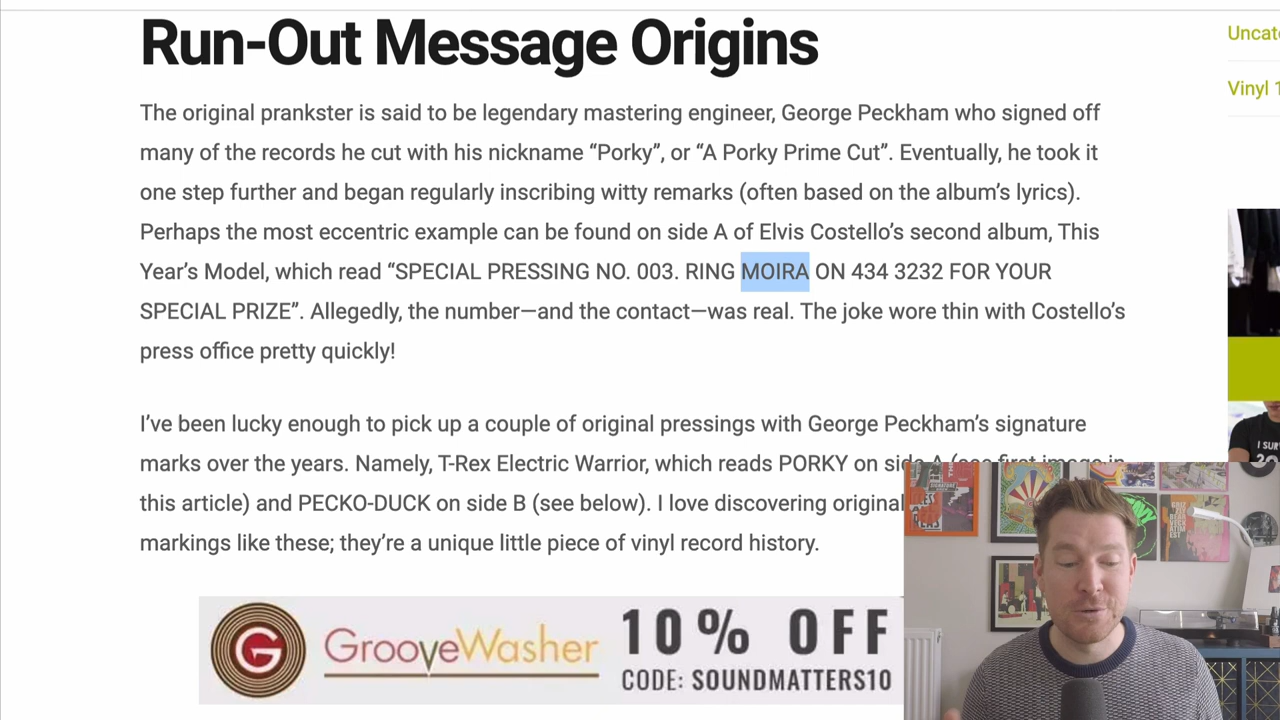 Run-Out Message Origins
The original prankster is said to be legendary mastering engineer, George Peckham who signed off
many of the records he cut with his nickname “Porky”, or “A Porky Prime Cut”. Eventually, he took it
one step further and began regularly inscribing witty remarks (often based on the album’s lyrics).
Perhaps the most eccentric example can be found on side A of Elvis Costello’s second album, This
Year’s Model, which read “SPECIAL PRESSING NO. 003. RING MOIRA ON 434 3232 FOR YOUR
SPECIAL PRIZE”. Allegedly, the number—and the contact—was real. The joke wore thin with Costello’s
press office pretty quickly!
I’ve been lucky enough to pick up a couple of original pressings with George Peckham’s signature
marks over the years. Namely, T-Rex Electric Warrior, which reads PORKY on side A (see first image in
this article) and PECKO-DUCK on side B (see below). I love discovering original
markings like these; they’re a unique little piece of vinyl record history.
G GrooveWasher 10% OFF
CODE: SOUNDMATTERS10
Uncat
Vinyl 1
I SUR